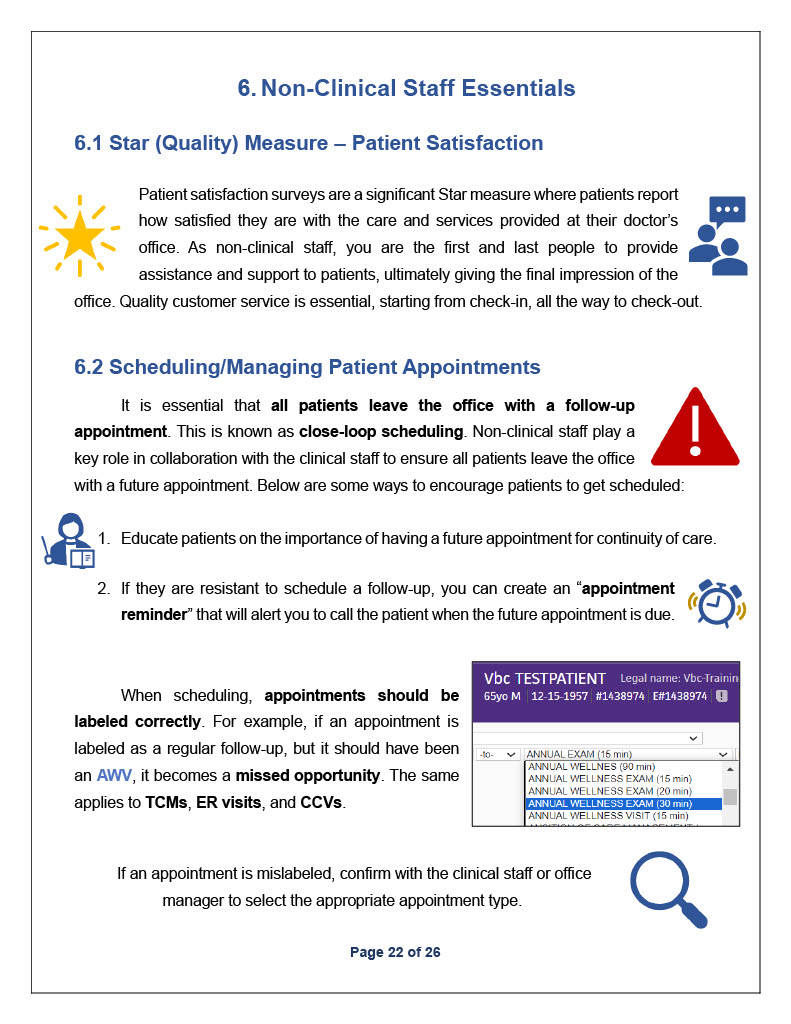 6. Non-Clinical Staff Essentials
6.1 Star (Quality) Measure – Patient Satisfaction
Patient satisfaction surveys are a significant Star measure where patients report
how satisfied they are with the care and services provided at their doctor's
office. As non-clinical staff, you are the first and last people to provide
assistance and support to patients, ultimately giving the final impression of the
office. Quality customer service is essential, starting from check-in, all the way to check-out.
6.2 Scheduling/Managing Patient Appointments
It is essential that all patients leave the office with a follow-up
appointment. This is known as close-loop scheduling. Non-clinical staff play a
key role in collaboration with the clinical staff to ensure all patients leave the office
with a future appointment. Below are some ways to encourage patients to get scheduled:
1. Educate patients on the importance of having a future appointment for continuity of care.
2. If they are resistant to schedule a follow-up, you can create an “appointment
reminder” that will alert you to call the patient when the future appointment is due.
When scheduling, appointments should be
labeled correctly. For example, if an appointment is
labeled as a regular follow-up, but it should have been
an AWV, it becomes a missed opportunity. The same
applies to TCMs, ER visits, and CCVs.
Vbc TESTPATIENT Legal name: Vbc-Trainin
65yo M 12-15-1957 #1438974 E#1438974
-to- ANNUAL EXAM (15 min)
ANNUAL WELLNES (90 min)
ANNUAL WELLNESS EXAM (15 min)
ANNUAL WELLNESS EXAM (20 min)
ANNUAL WELLNESS EXAM (30 min)
ANNUAL WELLNESS VISIT (15 min)
If an appointment is mislabeled, confirm with the clinical staff or office
manager to select the appropriate appointment type.
Page 22 of 26